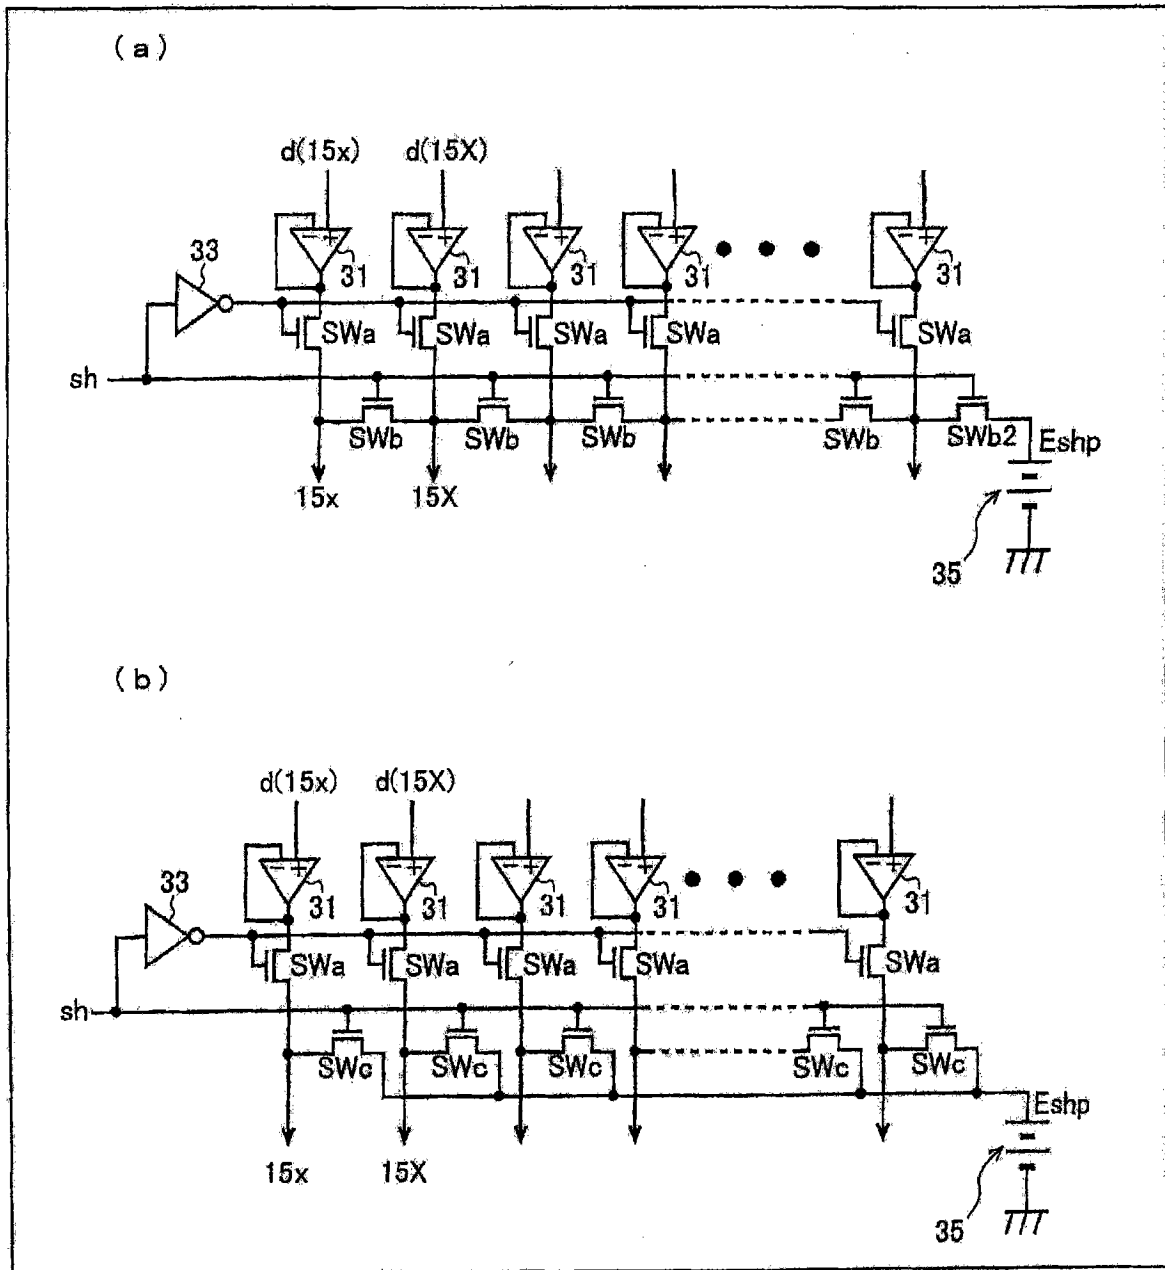 (a)
d(15x) d(15X)
33
- + - + - + - + - +
31 31 31 31 31
SWa SWa SWa SWa SWa
sh
SWb SWb SWb SWb SWb2 Eshp
15x 15X
35
(b)
d(15x) d(15X)
33
- + - + - + - + - +
31 31 31 31 31
SWa SWa SWa SWa SWa
sh
SWc SWc SWc SWc SWc
Eshp
15x 15X
35